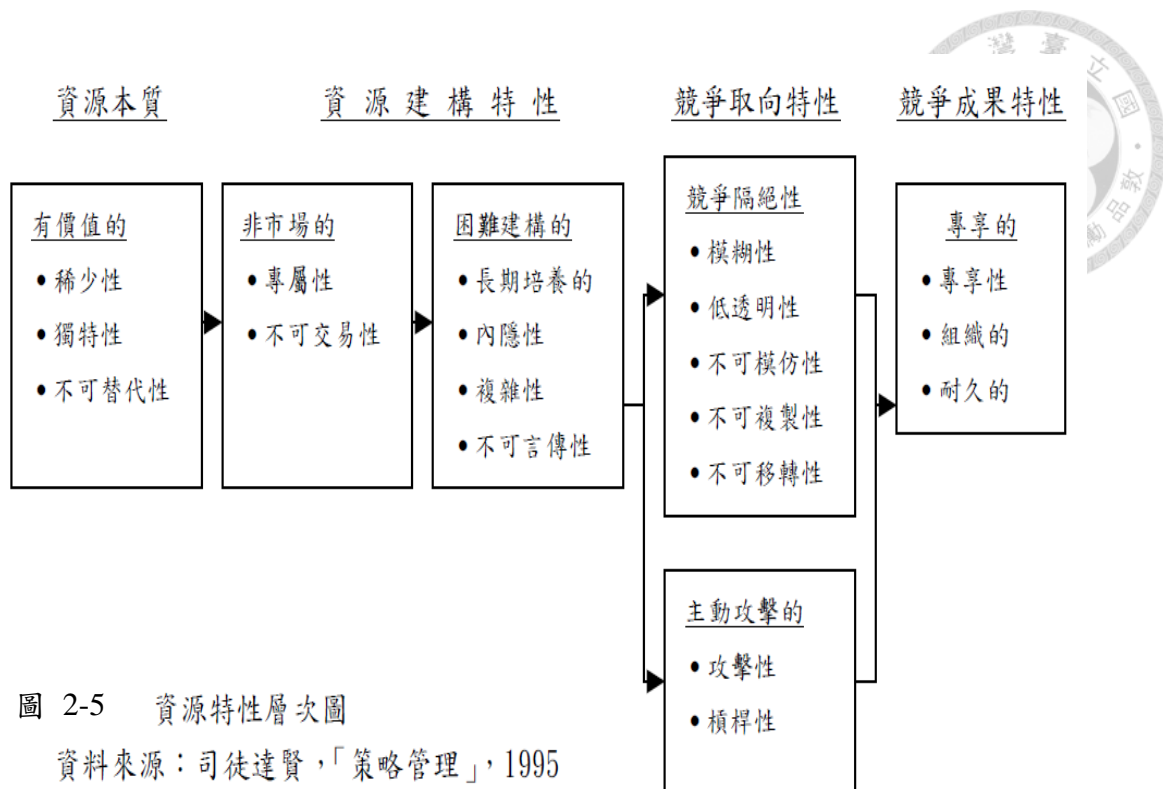 灣臺立國
資源本質
資源建構特性
競爭取向特性
競爭成果特性
有價值的
• 稀少性
• 獨特性
• 不可替代性
非市場的
• 專屬性
• 不可交易性
困難建構的
• 長期培養的
• 內隱性
• 複雜性
• 不可言傳性
競爭隔絕性
• 模糊性
• 低透明性
• 不可模仿性
• 不可複製性
• 不可移轉性
主動攻擊的
• 攻擊性
• 槓桿性
專享的
• 專享性
• 組織的
• 耐久的
敦品勵
圖 2-5 資源特性層次圖
資料來源：司徒達賢，「策略管理」，1995